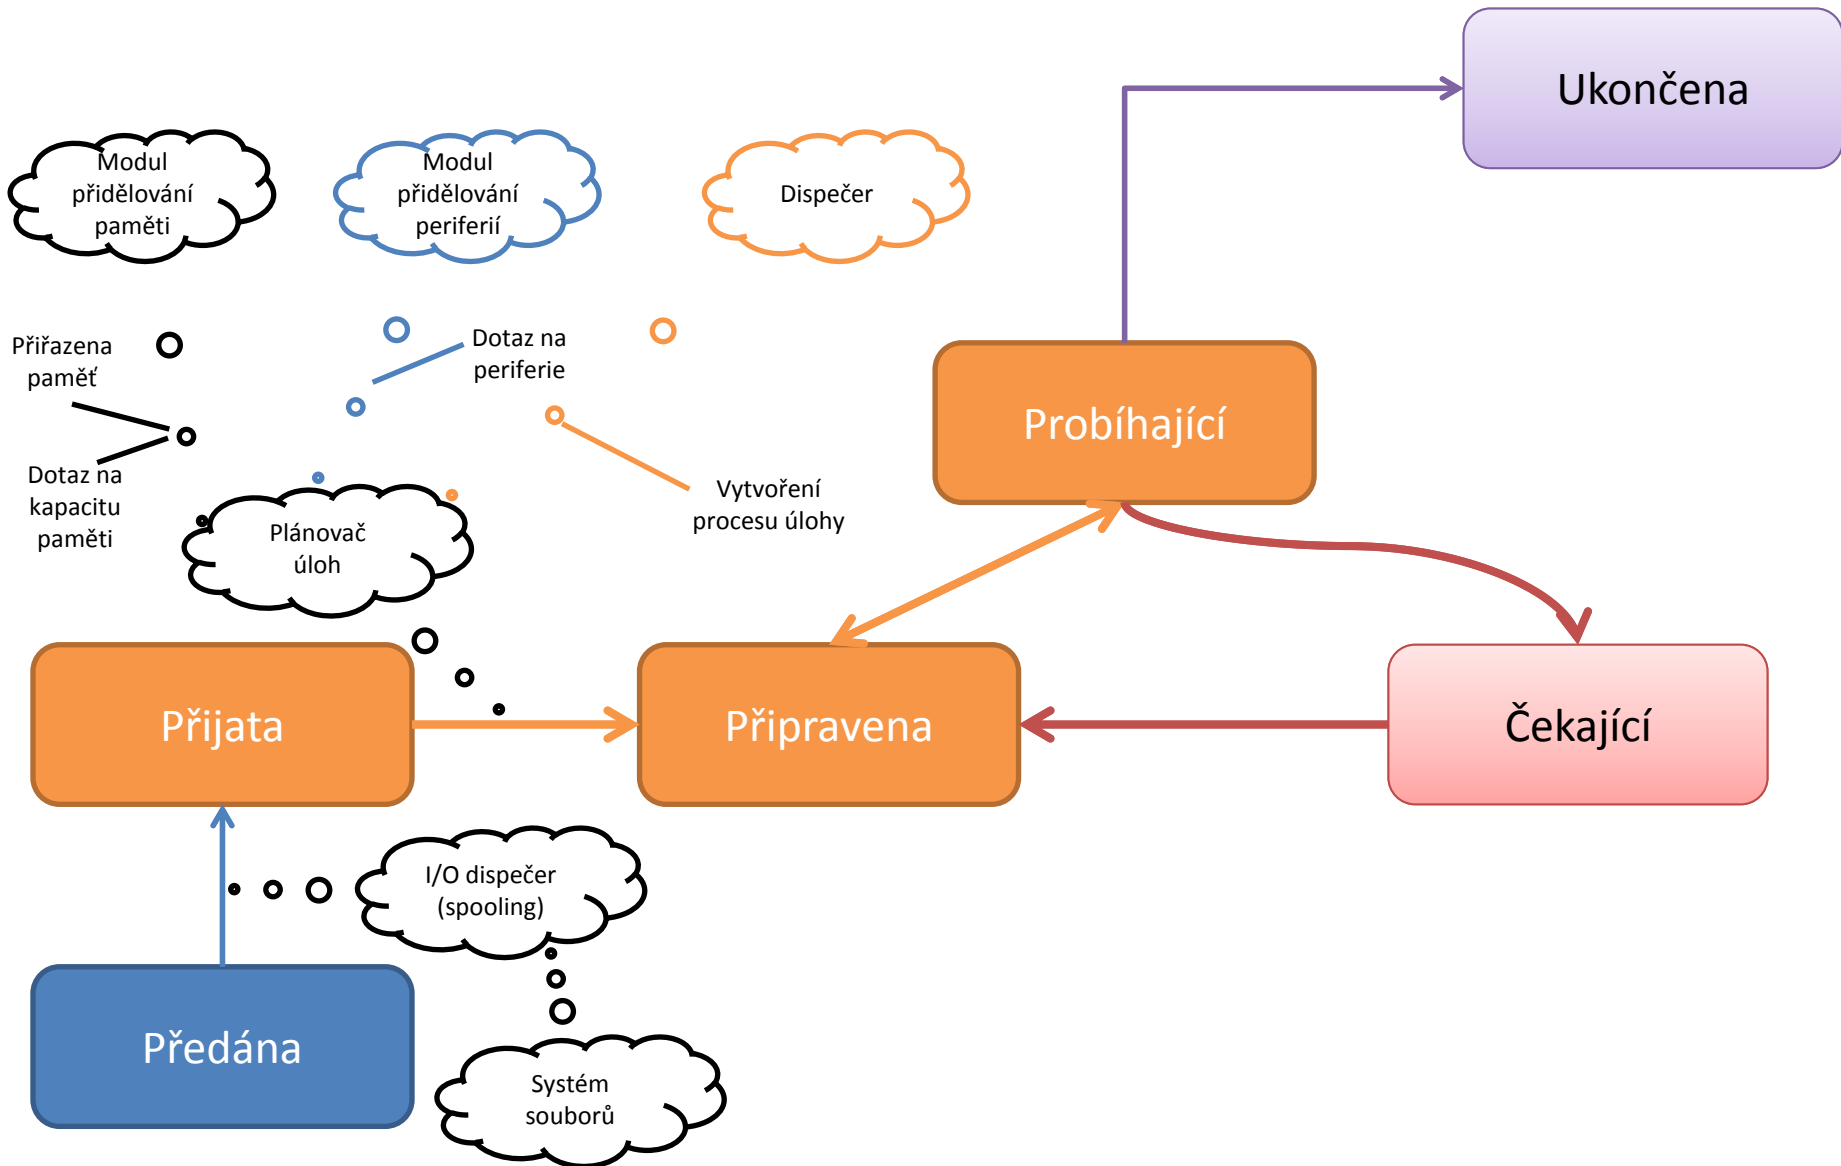 Ukončena
Modul
přidělování
paměti
Modul
přidělování
periferií
Dispečer
Přiřazena
paměť
Dotaz na
periferie
Probíhající
Dotaz na
kapacitu
paměti
Plánovač
úloh
Vytvoření
procesu úlohy
Přijata
Připravena
Čekající
I/O dispečer
(spooling)
Předána
Systém
souborů